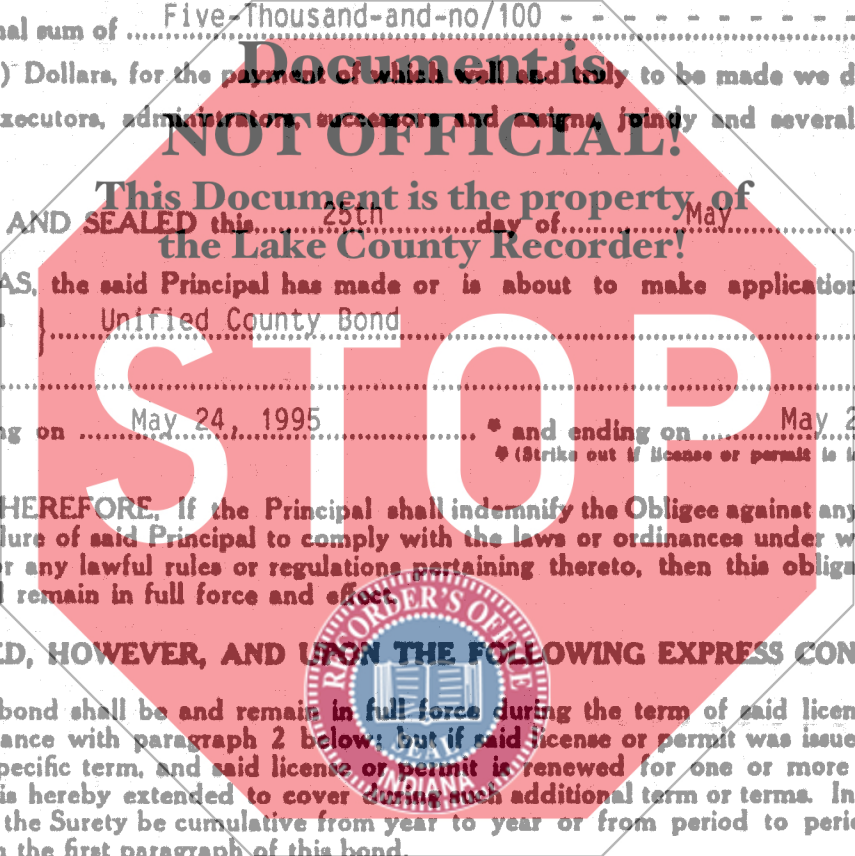 nal sum of Five-Thousand-and-no/100 - - - - - - - - -
Document is
) Dollars, for the payment of which well and truly to be made we d
xecutors, administrators, successors and assigns, jointly and several
NOT OFFICIAL!
This Document is the property of
AND SEALED this 25th day of May
the Lake County Recorder!
AS, the said Principal has made or is about to make application
} Unified County Bond
STOP
ng on May 24, 1995 * and ending on May 2
* (Strike out if license or permit is i
HEREFORE, If the Principal shall indemnify the Obligee against any
lure of said Principal to comply with the laws or ordinances under w
r any lawful rules or regulations pertaining thereto, then this obliga
l remain in full force and effect.
RECORDER'S OFFICE
ED, HOWEVER, AND UPON THE FOLLOWING EXPRESS CON
bond shall be and remain in full force during the term of said licen
ance with paragraph 2 below; but if said license or permit was issue
SEAL
pecific term, and said license or permit is renewed for one or more
INDIANA
is hereby extended to cover during such additional term or terms. In
the Surety be cumulative from year to year or from period to perio
n the first paragraph of this bond.